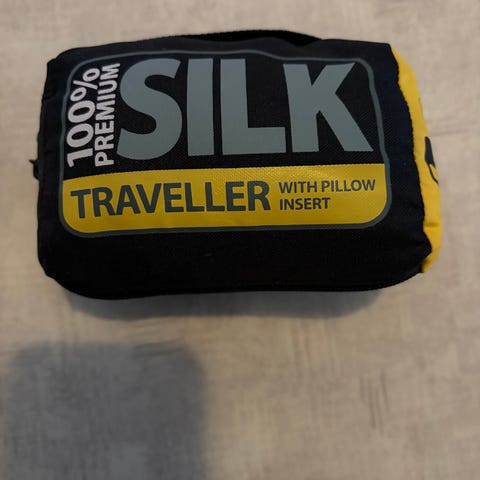 100%
PREMIUM
SILK
TRAVELLER
WITH PILLOW
INSERT